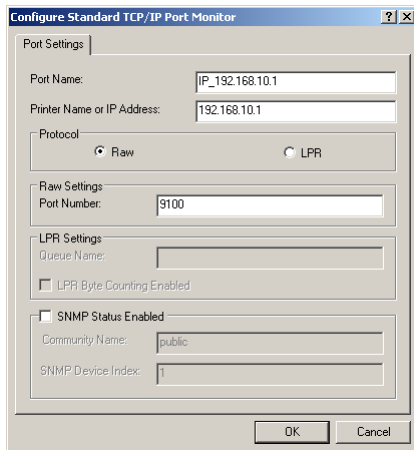 Configure Standard TCP/IP Port Monitor
Port Settings
Port Name: IP_192.168.10.1
Printer Name or IP Address: 192.168.10.1
Protocol
Raw LPR
Raw Settings
Port Number: 9100
LPR Settings
Queue Name:
LPR Byte Counting Enabled
SNMP Status Enabled
Community Name: public
SNMP Device Index: 1
OK Cancel